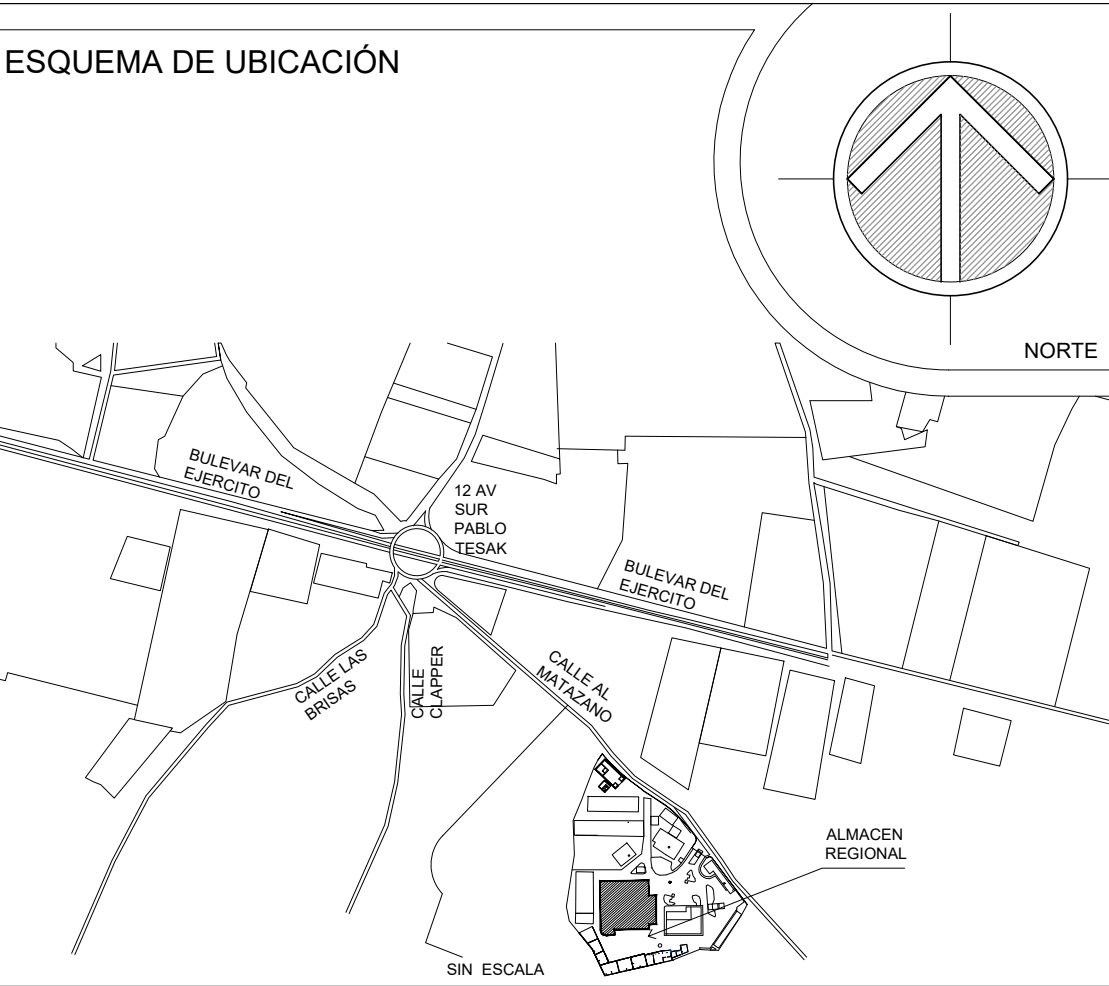 ESQUEMA DE UBICACIÓN
NORTE
BULEVAR DEL
EJERCITO
12 AV
SUR
PABLO
TESAK
BULEVAR DEL
EJERCITO
CALLE LAS
BRISAS
CALLE
CLAPPER
CALLE AL
MATAZANO
ALMACEN
REGIONAL
SIN ESCALA